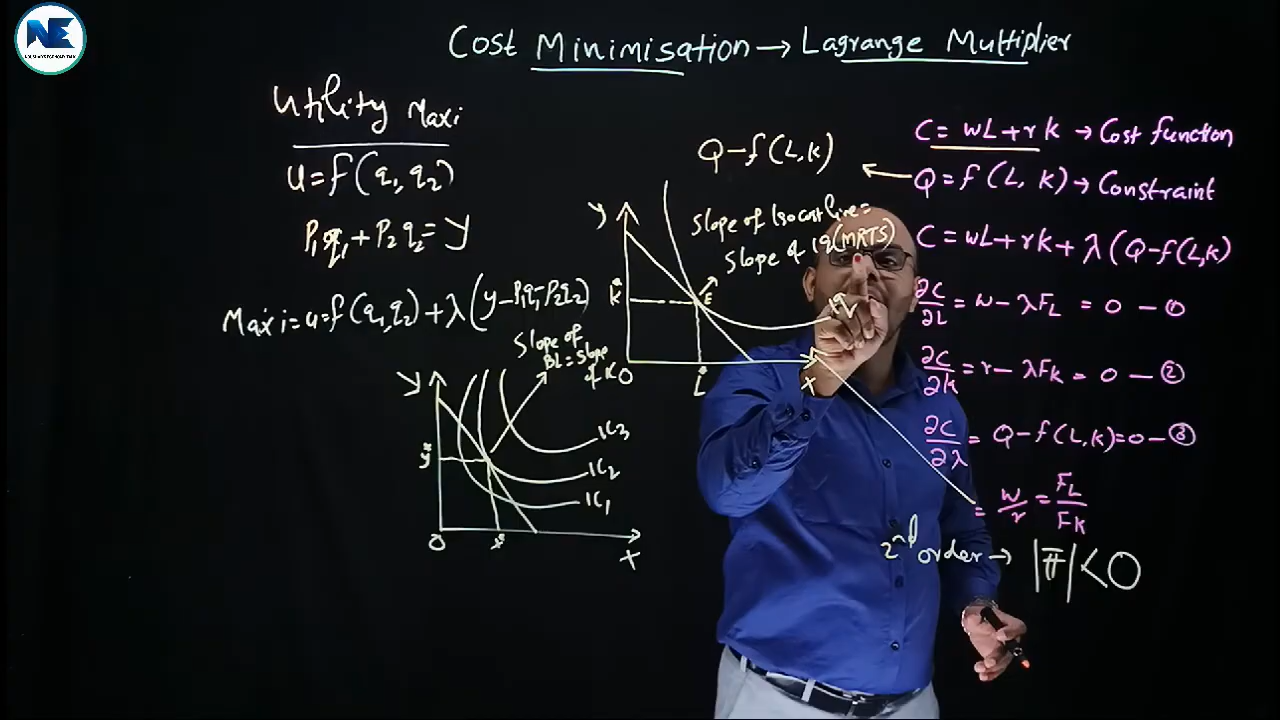 NE
Cost Minimisation → Lagrange Multiplier
Utility Maxi
u=f(q₁, q₂)
P₁q₁ + P₂q₂ = y
Maxi = u = f(q₁, q₂) + λ(y - P₁q₁ - P₂q₂)
Slope of
BL = Slope
of IC
y
y*
O
x*
X
IC3
IC2
IC1
Q - f(L, K)
Slope of Isocost line =
Slope of IQ (MRTS)
y
K*
E
IQ
O
L*
X
C = wL + rK → Cost function
Q = f(L, K) → Constraint
C = wL + rK + λ(Q - f(L, K)
∂C/∂L = w - λFL = 0 - ①
∂C/∂K = r - λFK = 0 - ②
∂C/∂λ = Q - f(L, K) = 0 - ③
= w/r = FL/FK
2nd order → |H̄| < 0